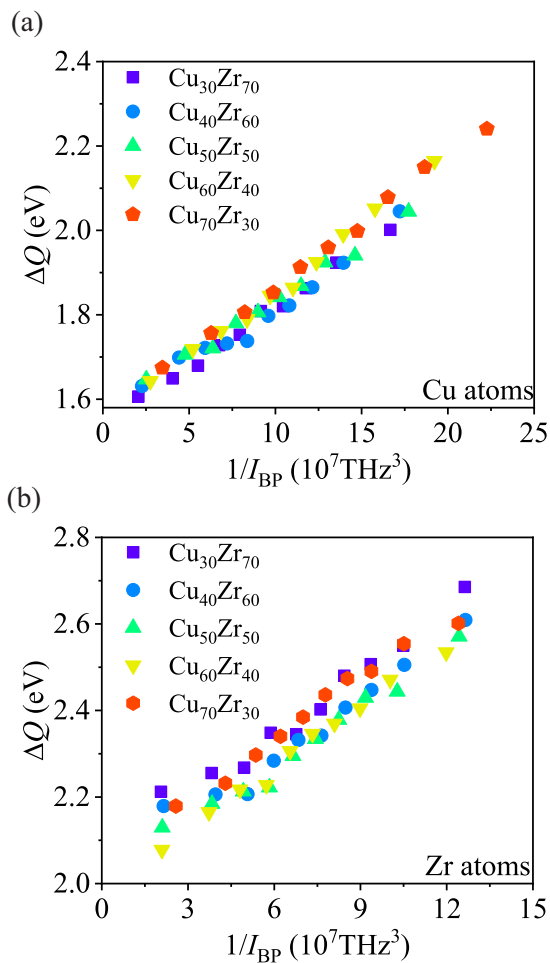 (a)
2.4
2.2
2.0
1.8
1.6
ΔQ (eV)
Cu₃₀Zr₇₀
Cu₄₀Zr₆₀
Cu₅₀Zr₅₀
Cu₆₀Zr₄₀
Cu₇₀Zr₃₀
Cu atoms
0 5 10 15 20 25
1/I_BP (10⁷THz³)
(b)
2.8
2.6
2.4
2.2
2.0
ΔQ (eV)
Cu₃₀Zr₇₀
Cu₄₀Zr₆₀
Cu₅₀Zr₅₀
Cu₆₀Zr₄₀
Cu₇₀Zr₃₀
Zr atoms
0 3 6 9 12 15
1/I_BP (10⁷THz³)